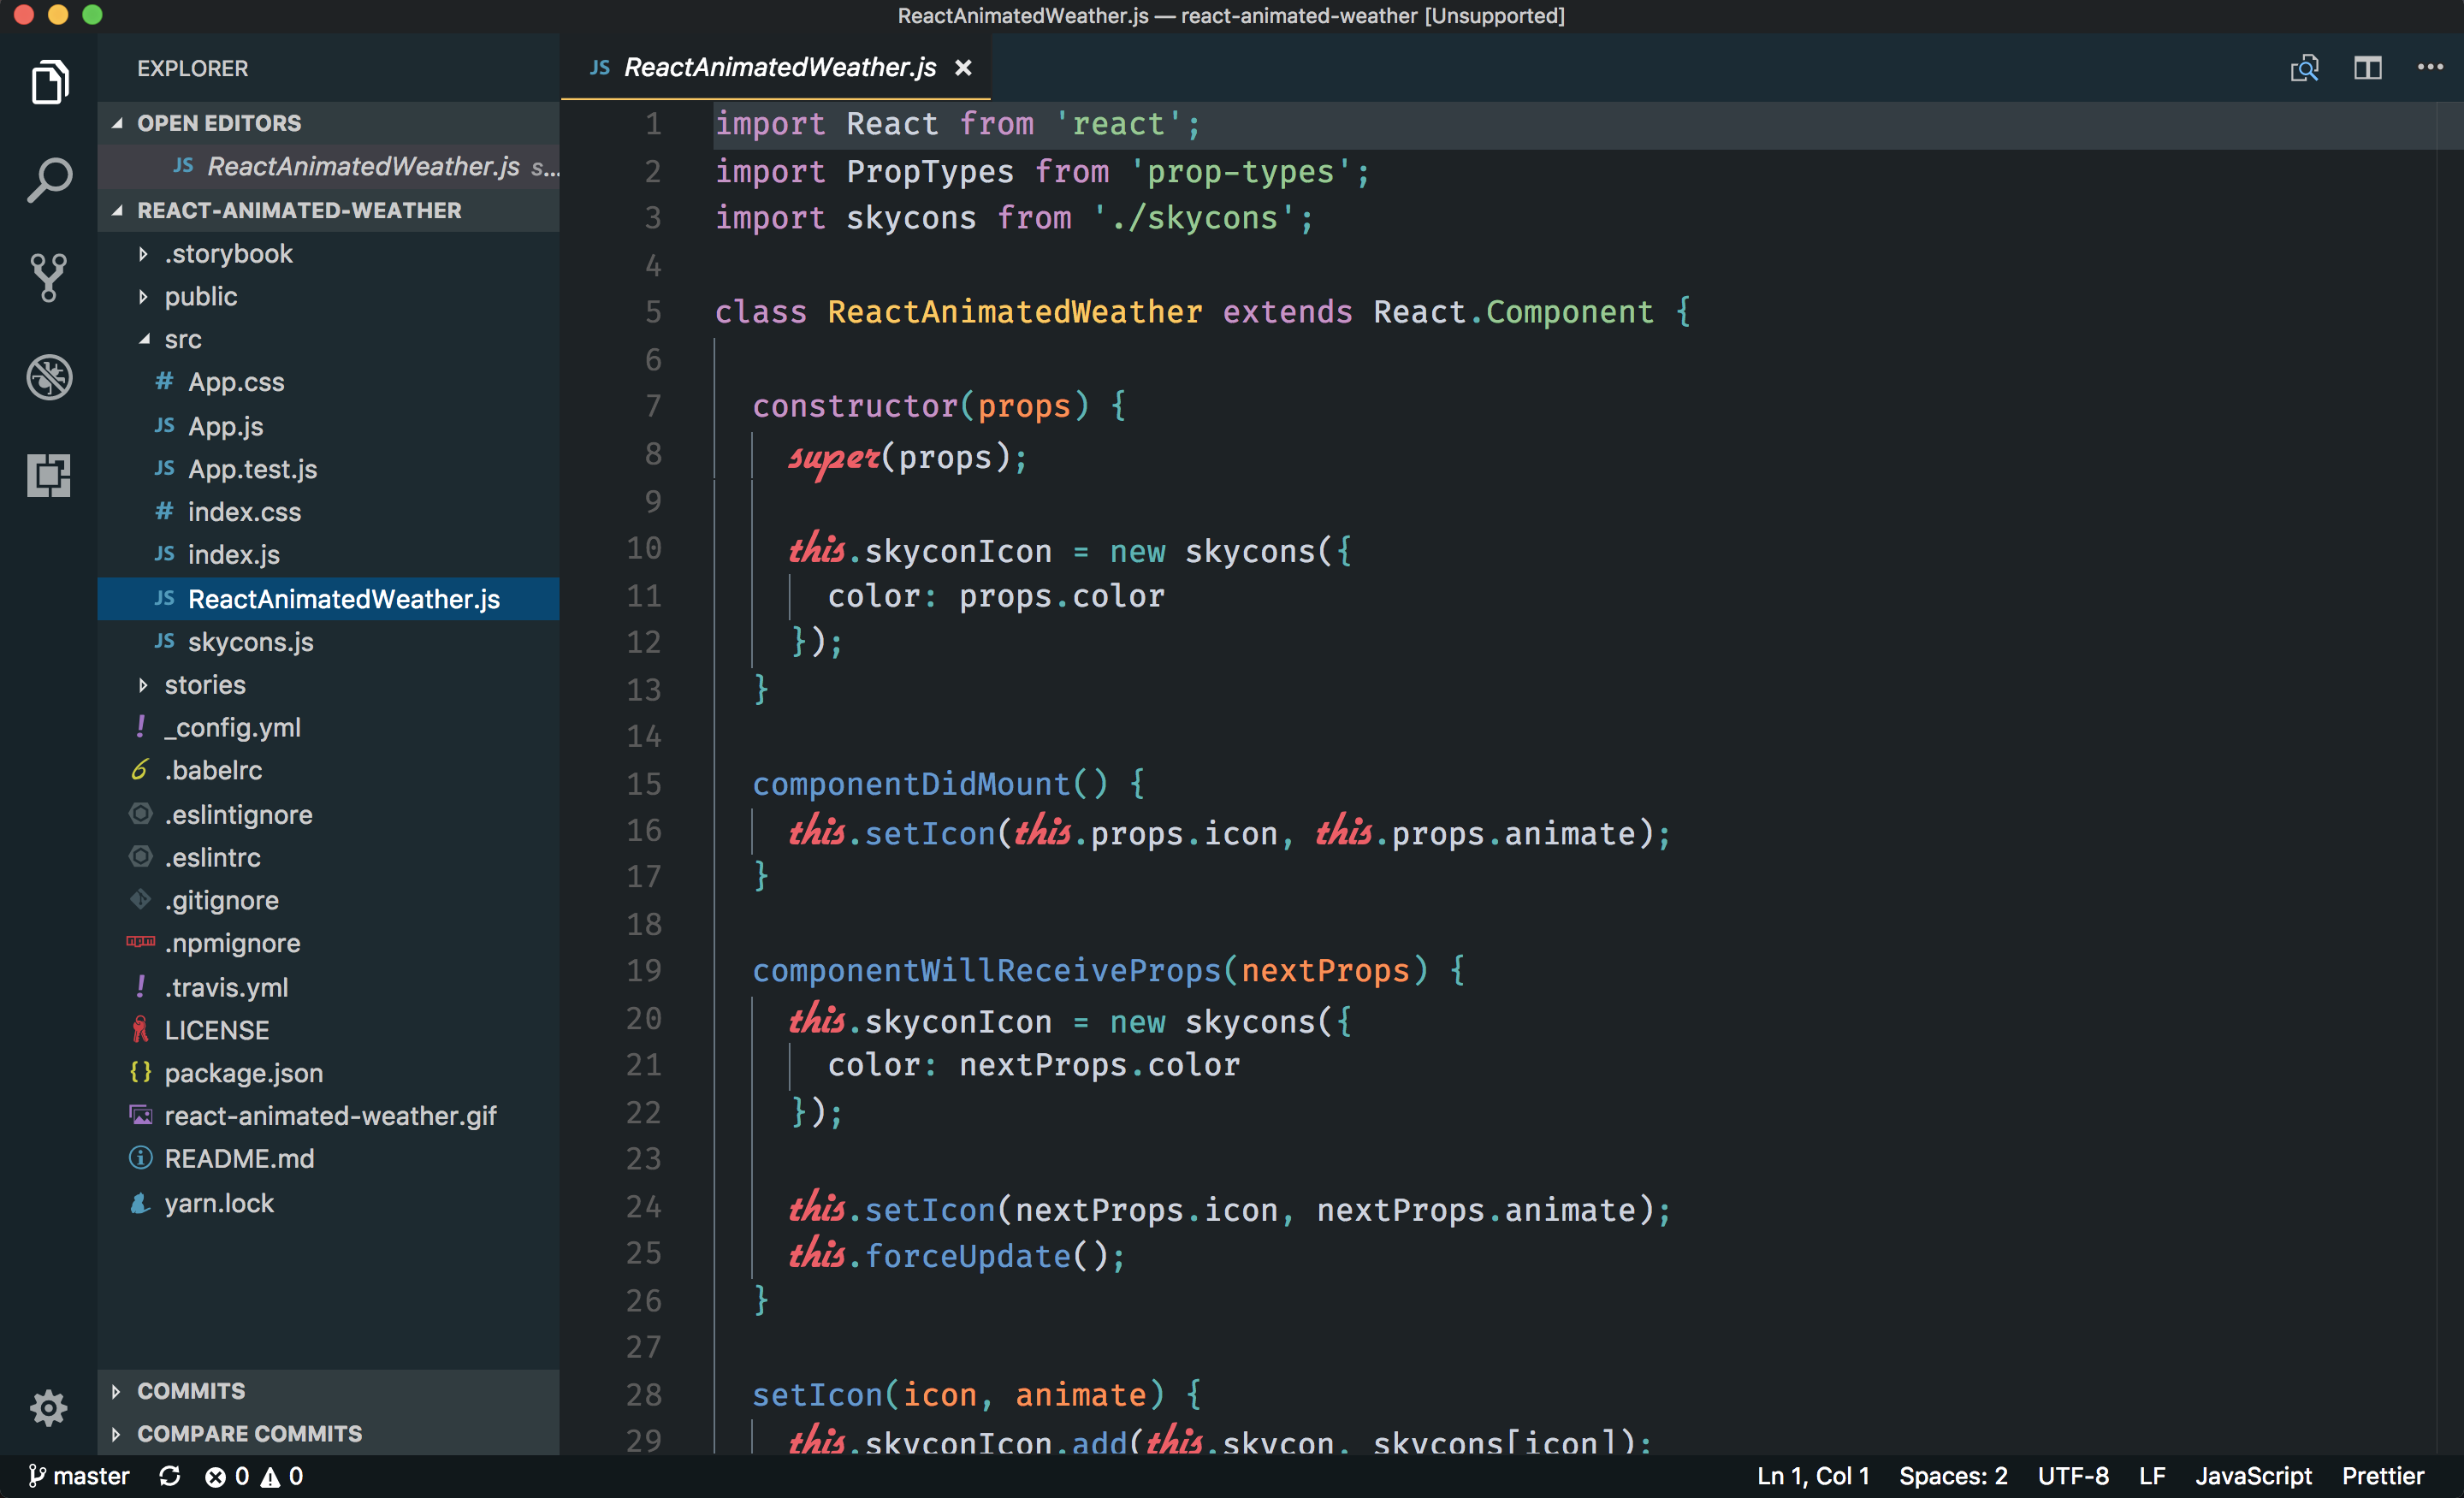 ReactAnimatedWeather.js — react-animated-weather [Unsupported]
EXPLORER
OPEN EDITORS
JS ReactAnimatedWeather.js s...
REACT-ANIMATED-WEATHER
.storybook
public
src
# App.css
JS App.js
JS App.test.js
# index.css
JS index.js
JS ReactAnimatedWeather.js
JS skycons.js
stories
! _config.yml
6 .babelrc
.eslintignore
.eslintrc
.gitignore
npm .npmignore
! .travis.yml
LICENSE
{} package.json
react-animated-weather.gif
README.md
yarn.lock
COMMITS
COMPARE COMMITS
JS ReactAnimatedWeather.js ×
1 import React from 'react';
2 import PropTypes from 'prop-types';
3 import skycons from './skycons';
4
5 class ReactAnimatedWeather extends React.Component {
6
7 constructor(props) {
8 super(props);
9
10 this.skyconIcon = new skycons({
11 color: props.color
12 });
13 }
14
15 componentDidMount() {
16 this.setIcon(this.props.icon, this.props.animate);
17 }
18
19 componentWillReceiveProps(nextProps) {
20 this.skyconIcon = new skycons({
21 color: nextProps.color
22 });
23
24 this.setIcon(nextProps.icon, nextProps.animate);
25 this.forceUpdate();
26 }
27
28 setIcon(icon, animate) {
29 this.skyconIcon.add(this.skycon, skycons[icon]);
master 0 0
Ln 1, Col 1 Spaces: 2 UTF-8 LF JavaScript Prettier